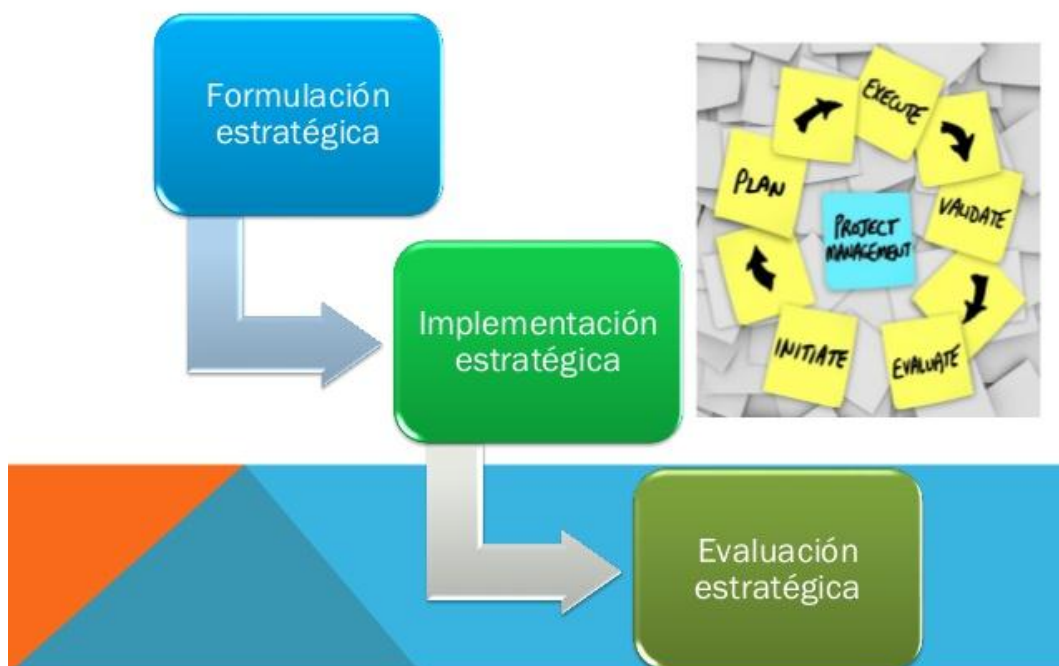 Formulación
estratégica
Implementación
estratégica
Evaluación
estratégica
EXECUTE
PLAN
VALIDATE
PROJECT
MANAGEMENT
INITIATE
EVALUATE